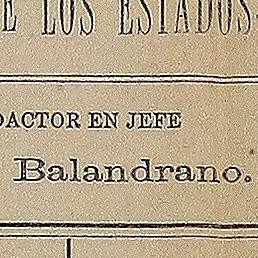 E LOS ESTADOS-
DACTOR EN JEFE
Balandrano.